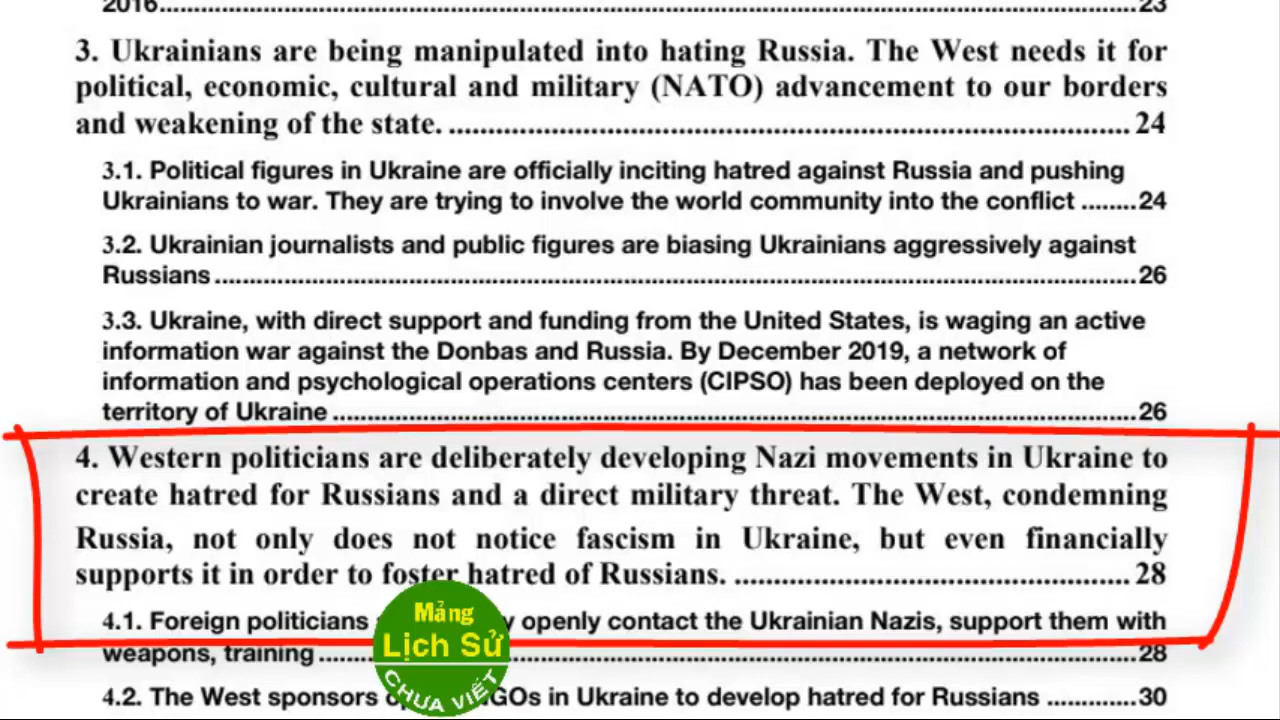 2016 23
3. Ukrainians are being manipulated into hating Russia. The West needs it for
political, economic, cultural and military (NATO) advancement to our borders
and weakening of the state. 24
3.1. Political figures in Ukraine are officially inciting hatred against Russia and pushing
Ukrainians to war. They are trying to involve the world community into the conflict ........24
3.2. Ukrainian journalists and public figures are biasing Ukrainians aggressively against
Russians 26
3.3. Ukraine, with direct support and funding from the United States, is waging an active
information war against the Donbas and Russia. By December 2019, a network of
information and psychological operations centers (CIPSO) has been deployed on the
territory of Ukraine 26
4. Western politicians are deliberately developing Nazi movements in Ukraine to
create hatred for Russians and a direct military threat. The West, condemning
Russia, not only does not notice fascism in Ukraine, but even financially
supports it in order to foster hatred of Russians. 28
4.1. Foreign politicians openly contact the Ukrainian Nazis, support them with
weapons, training 28
4.2. The West sponsors in Ukraine to develop hatred for Russians 30
Mảng
Lịch Sử
CHƯA VIẾT